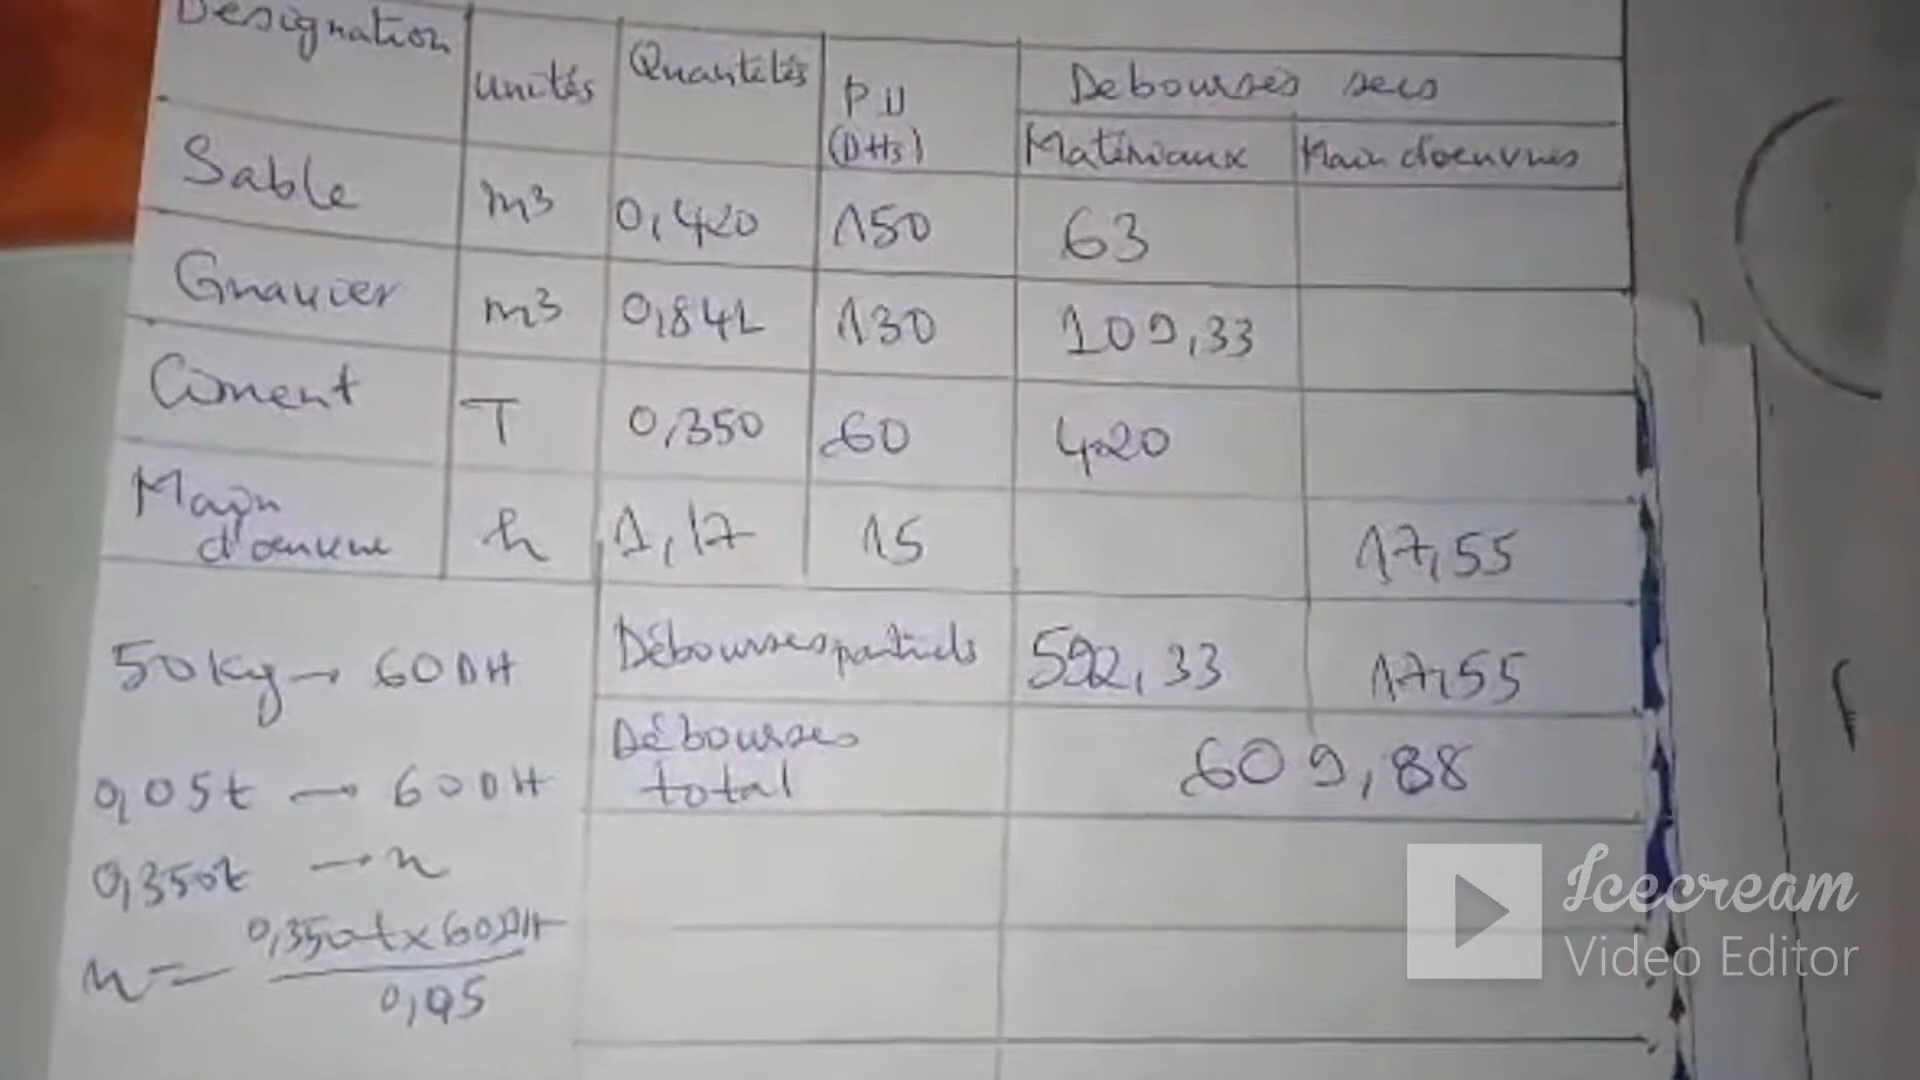 Designation
unités
Quantités
PU
(DHs)
Debourses secs
Matériaux
Main d'oeuvres
Sable
m3
0,420
150
63
Gravier
m3
0,841
130
109,33
Ciment
T
0,350
60
420
Main
d'oeuvre
h
1,17
15
17,55
50kg → 60DH
Débourses partiels
592,33
17,55
Débourses
total
609,88
0,05t → 60DH
0,350t → x
x = 0,350t x 60DH
0,05
Icecream
Video Editor